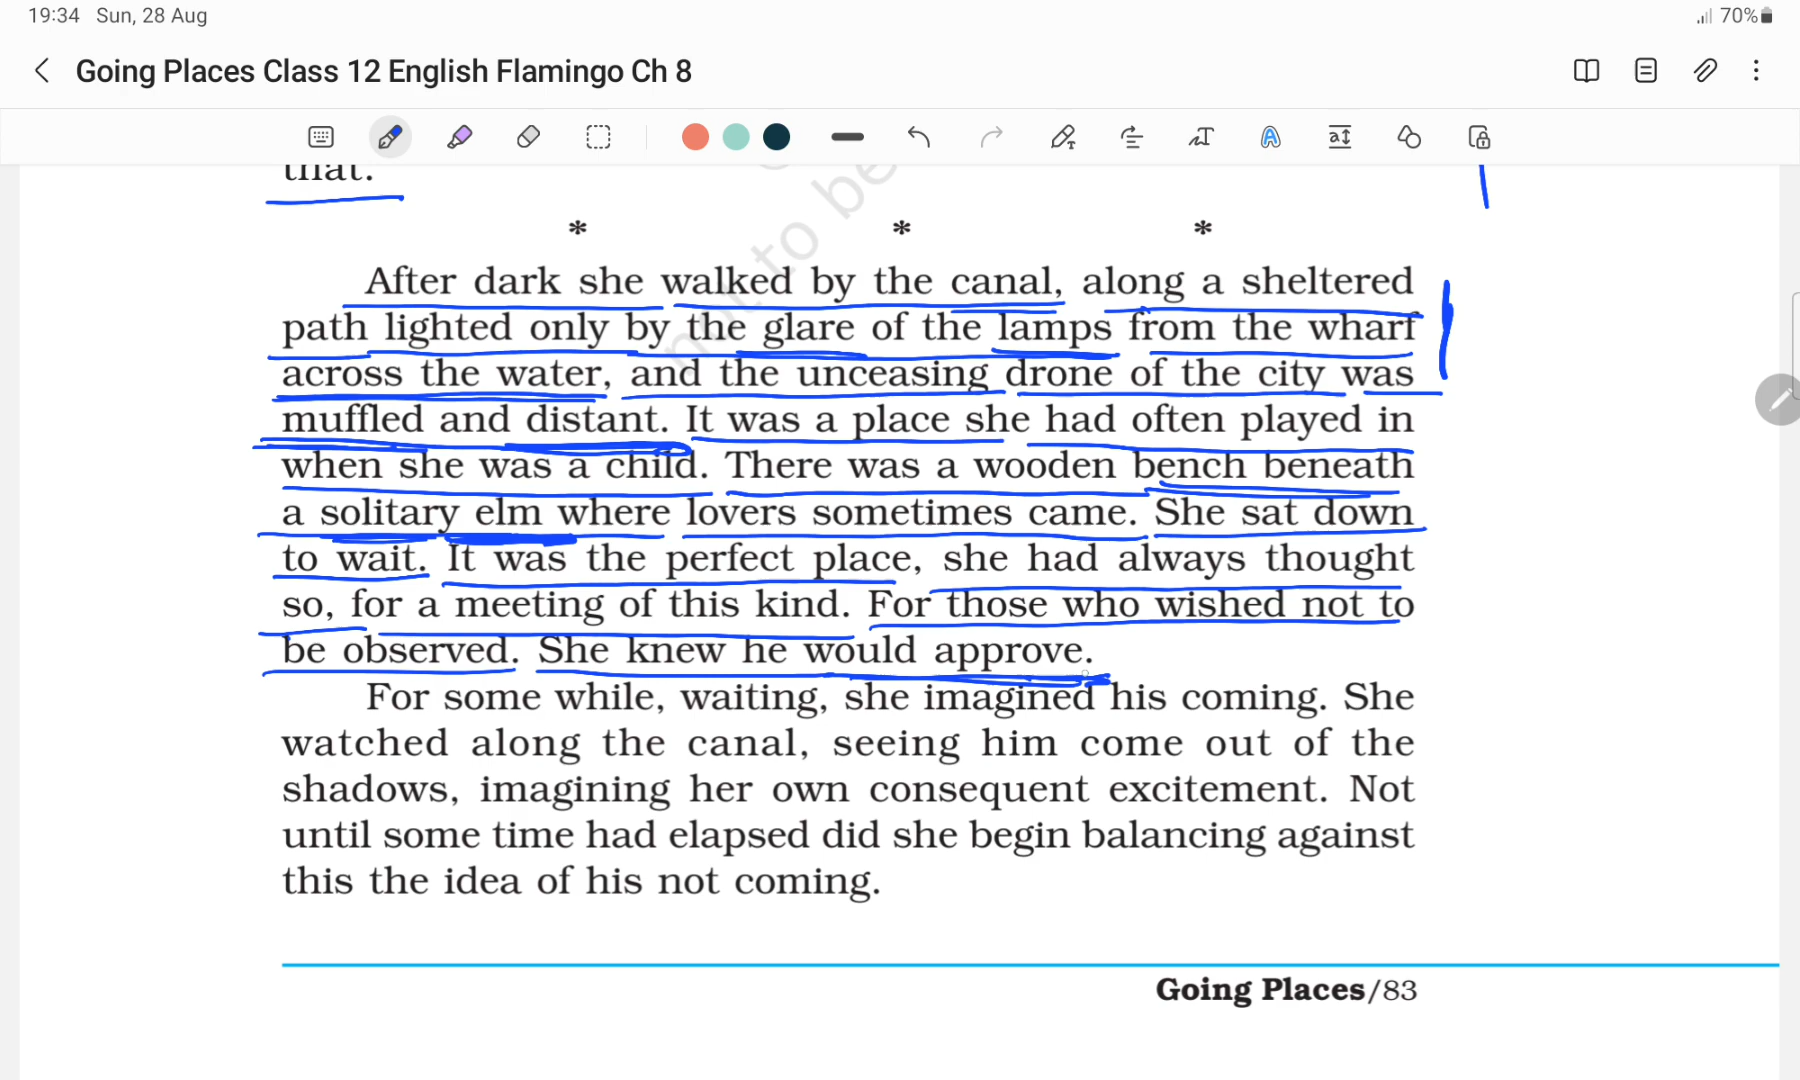 19:34 Sun, 28 Aug 70%
Going Places Class 12 English Flamingo Ch 8
that.
* * *
After dark she walked by the canal, along a sheltered
path lighted only by the glare of the lamps from the wharf
across the water, and the unceasing drone of the city was
muffled and distant. It was a place she had often played in
when she was a child. There was a wooden bench beneath
a solitary elm where lovers sometimes came. She sat down
to wait. It was the perfect place, she had always thought
so, for a meeting of this kind. For those who wished not to
be observed. She knew he would approve.
For some while, waiting, she imagined his coming. She
watched along the canal, seeing him come out of the
shadows, imagining her own consequent excitement. Not
until some time had elapsed did she begin balancing against
this the idea of his not coming.
Going Places/83
not to be